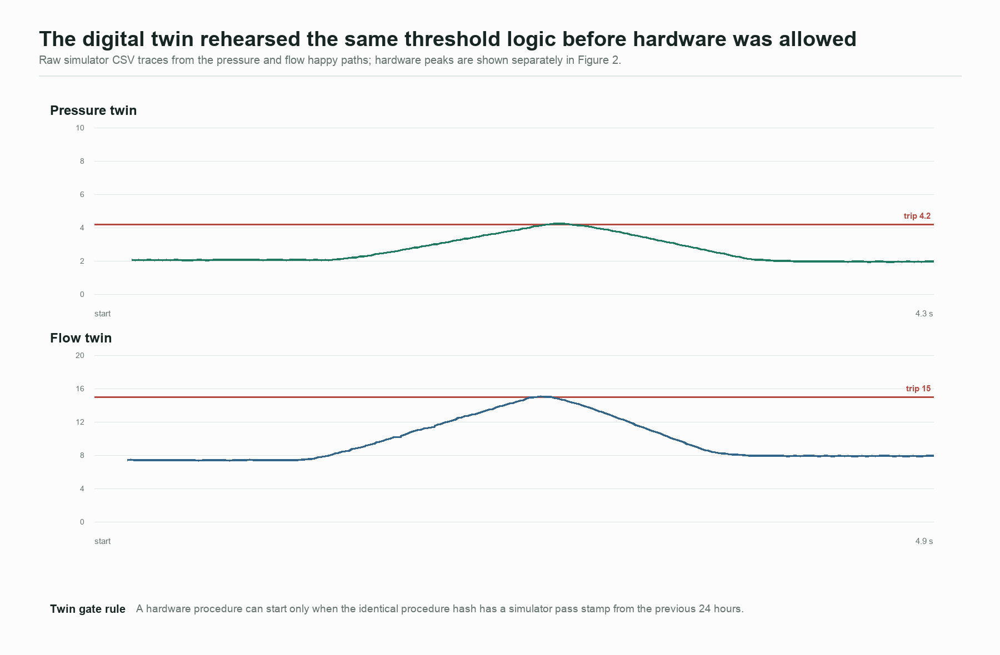 The digital twin rehearsed the same threshold logic before hardware was allowed
Raw simulator CSV traces from the pressure and flow happy paths; hardware peaks are shown separately in Figure 2.
Pressure twin
10
8
6
trip 4.2
4
2
0
start 4.3 s
Flow twin
20
16 trip 15
12
8
4
0
start 4.9 s
Twin gate rule A hardware procedure can start only when the identical procedure hash has a simulator pass stamp from the previous 24 hours.